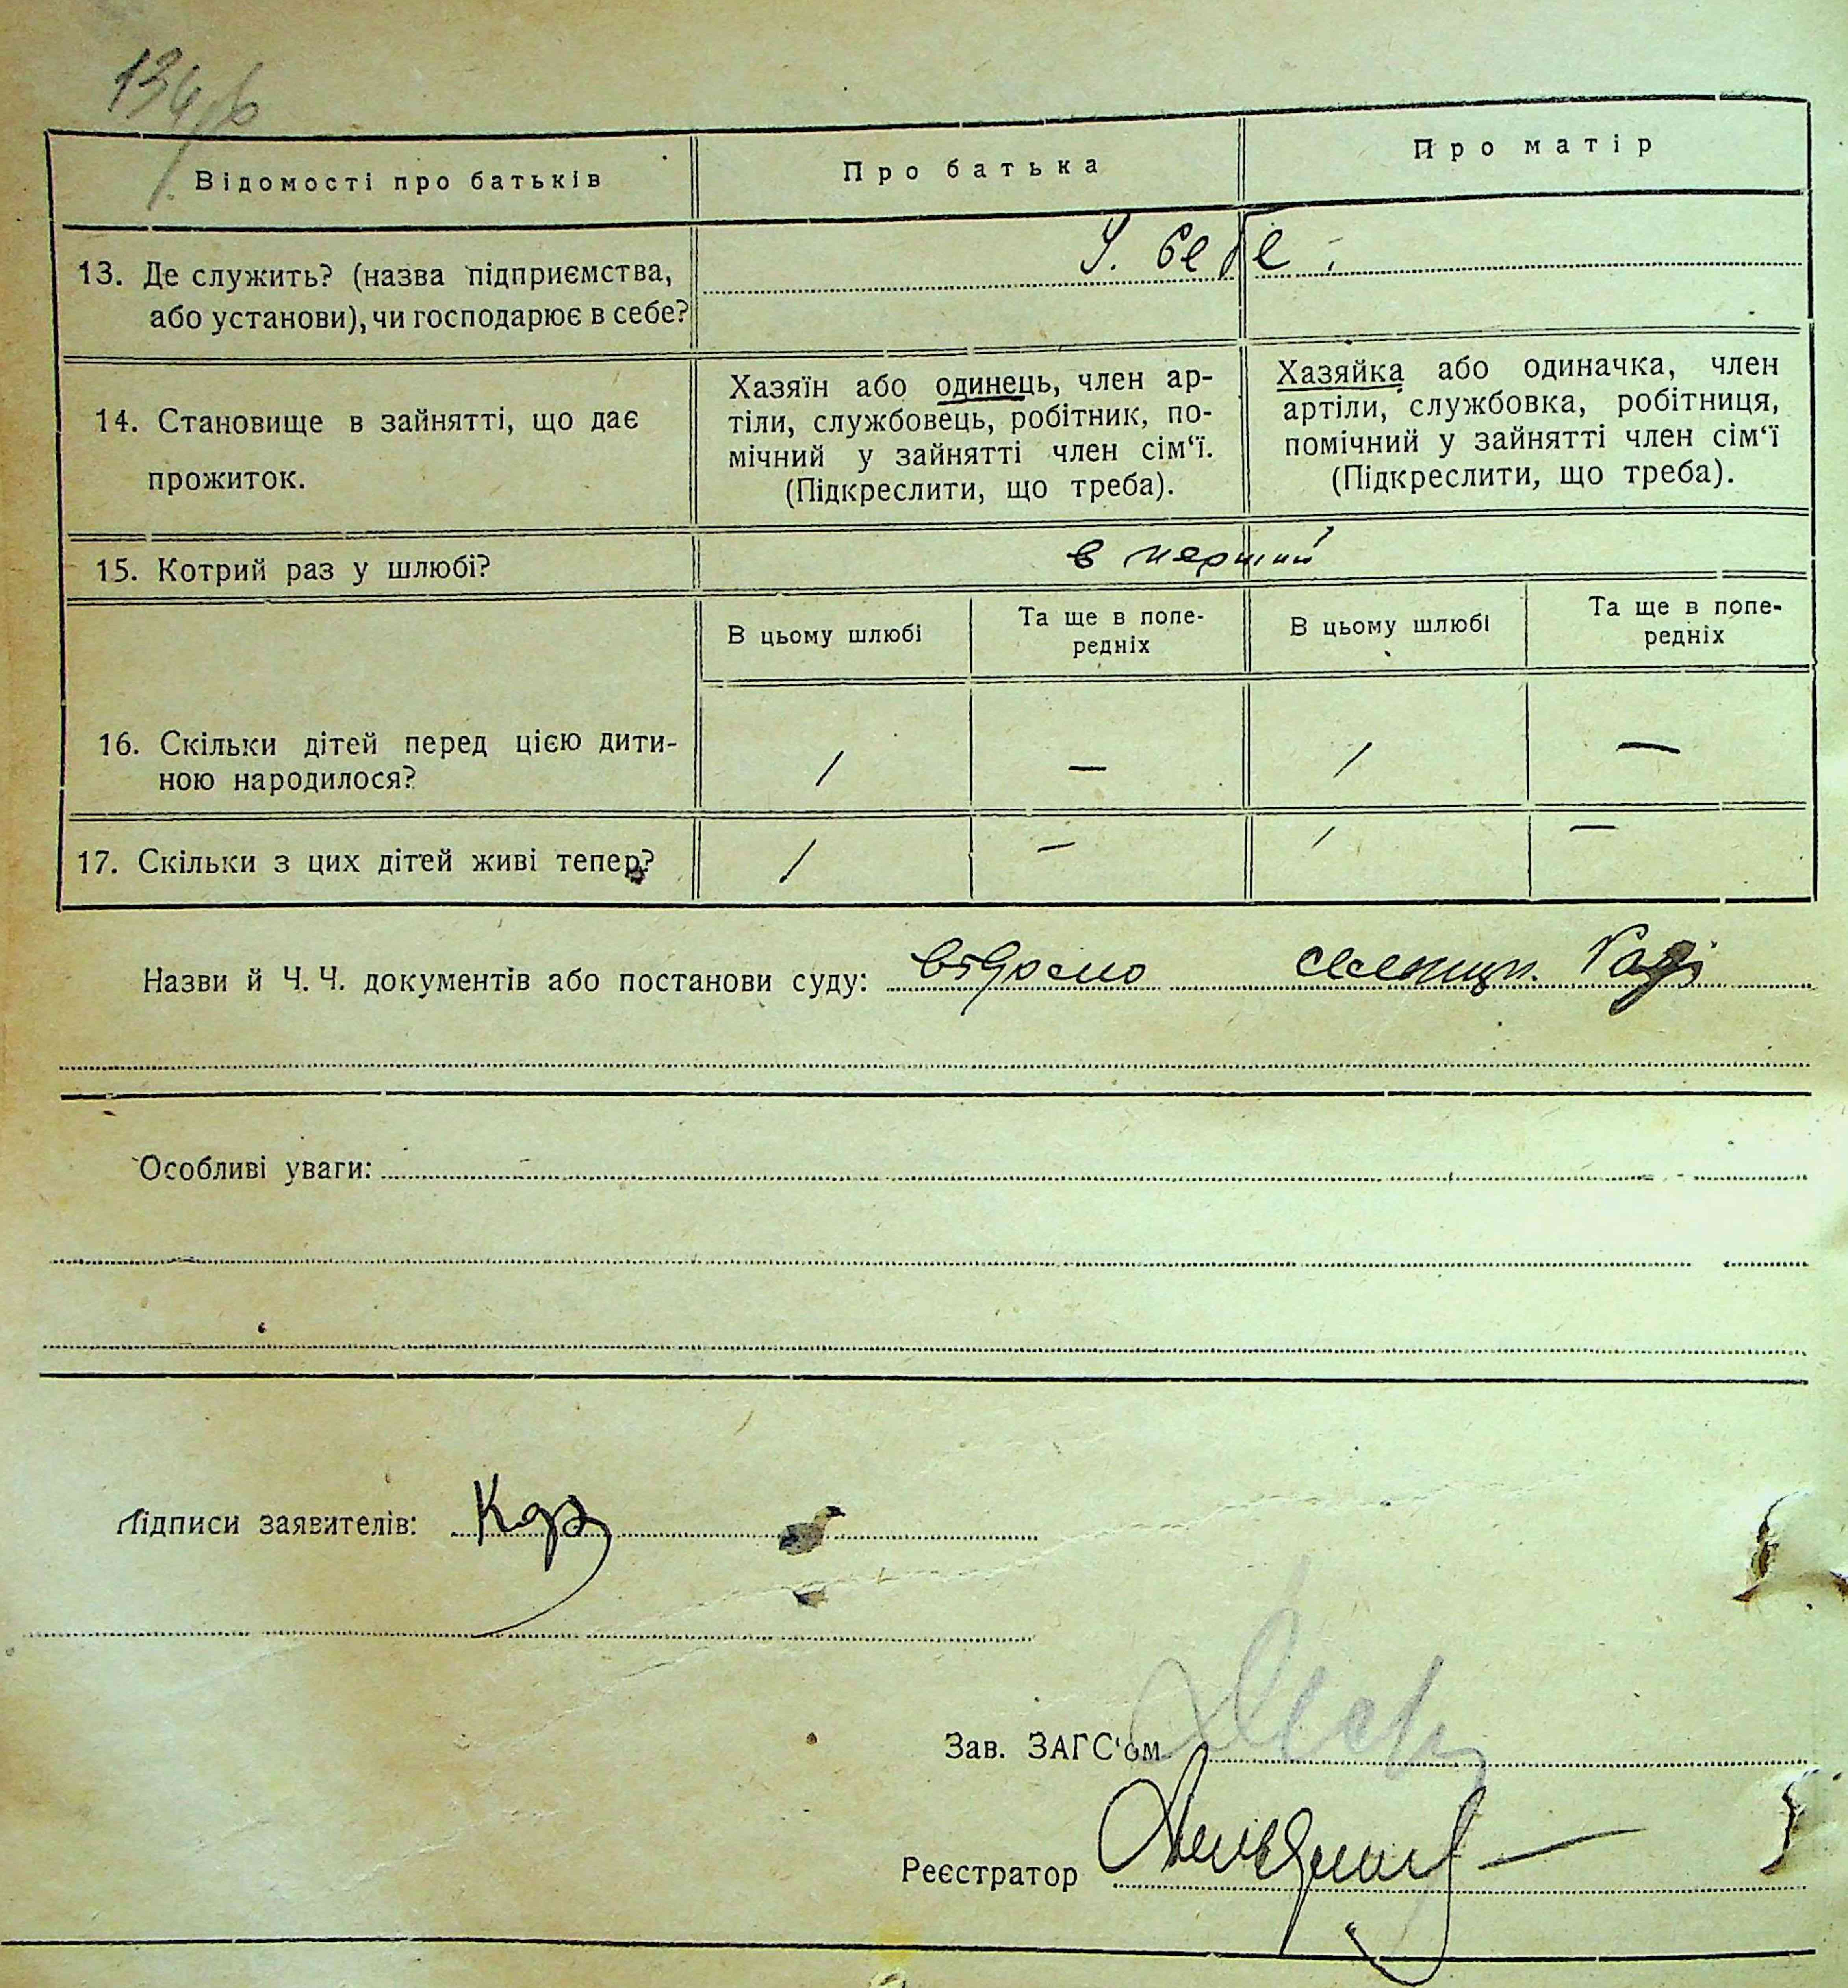 134
Відомості про батьків
Про батька
Про матір
13. Де служить? (назва підприємства,
або установи), чи господарює в себе?
У себе
14. Становище в зайнятті, що дає
прожиток.
Хазяїн або одинець, член ар-
тіли, службовець, робітник, по-
мічний у зайнятті член сім‘ї.
(Підкреслити, що треба).
Хазяйка або одиначка, член
артіли, службовка, робітниця,
помічний у зайнятті член сім‘ї
(Підкреслити, що треба).
15. Котрий раз у шлюбі?
в перший
В цьому шлюбі
Та ще в попе-
редніх
В цьому шлюбі
Та ще в попе-
редніх
16. Скільки дітей перед цією дити-
ною народилося?
/ — / —
17. Скільки з цих дітей живі тепер?
/ — / —
Назви й Ч. Ч. документів або постанови суду: відомо Раді
Особливі уваги:
Підписи заявителів:
Зав. ЗАГС‘ом
Реєстратор